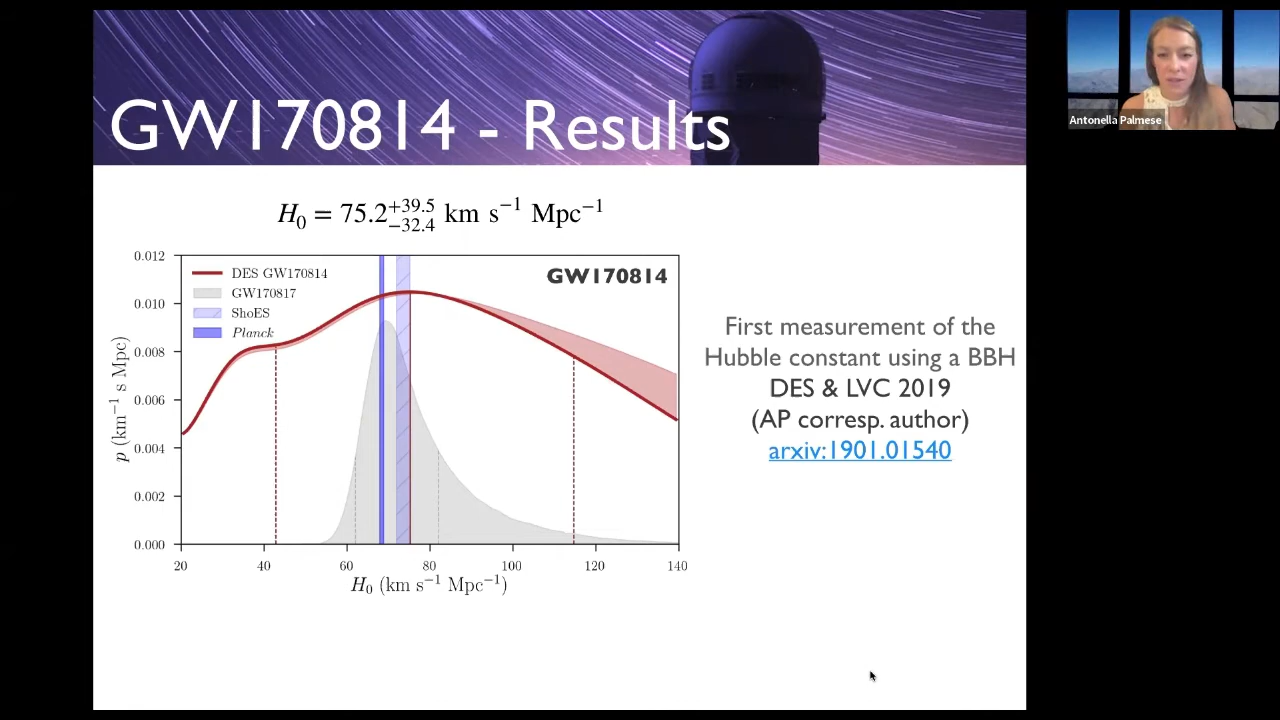 GW170814 - Results
Antonella Palmese
H₀ = 75.2⁺³⁹·⁵₋₃₂.₄ km s⁻¹ Mpc⁻¹
0.012
0.010
0.008
0.006
0.004
0.002
0.000
p (km⁻¹ s Mpc)
DES GW170814
GW170817
ShoES
Planck
GW170814
20 40 60 80 100 120 140
H₀ (km s⁻¹ Mpc⁻¹)
First measurement of the
Hubble constant using a BBH
DES & LVC 2019
(AP corresp. author)
arxiv:1901.01540